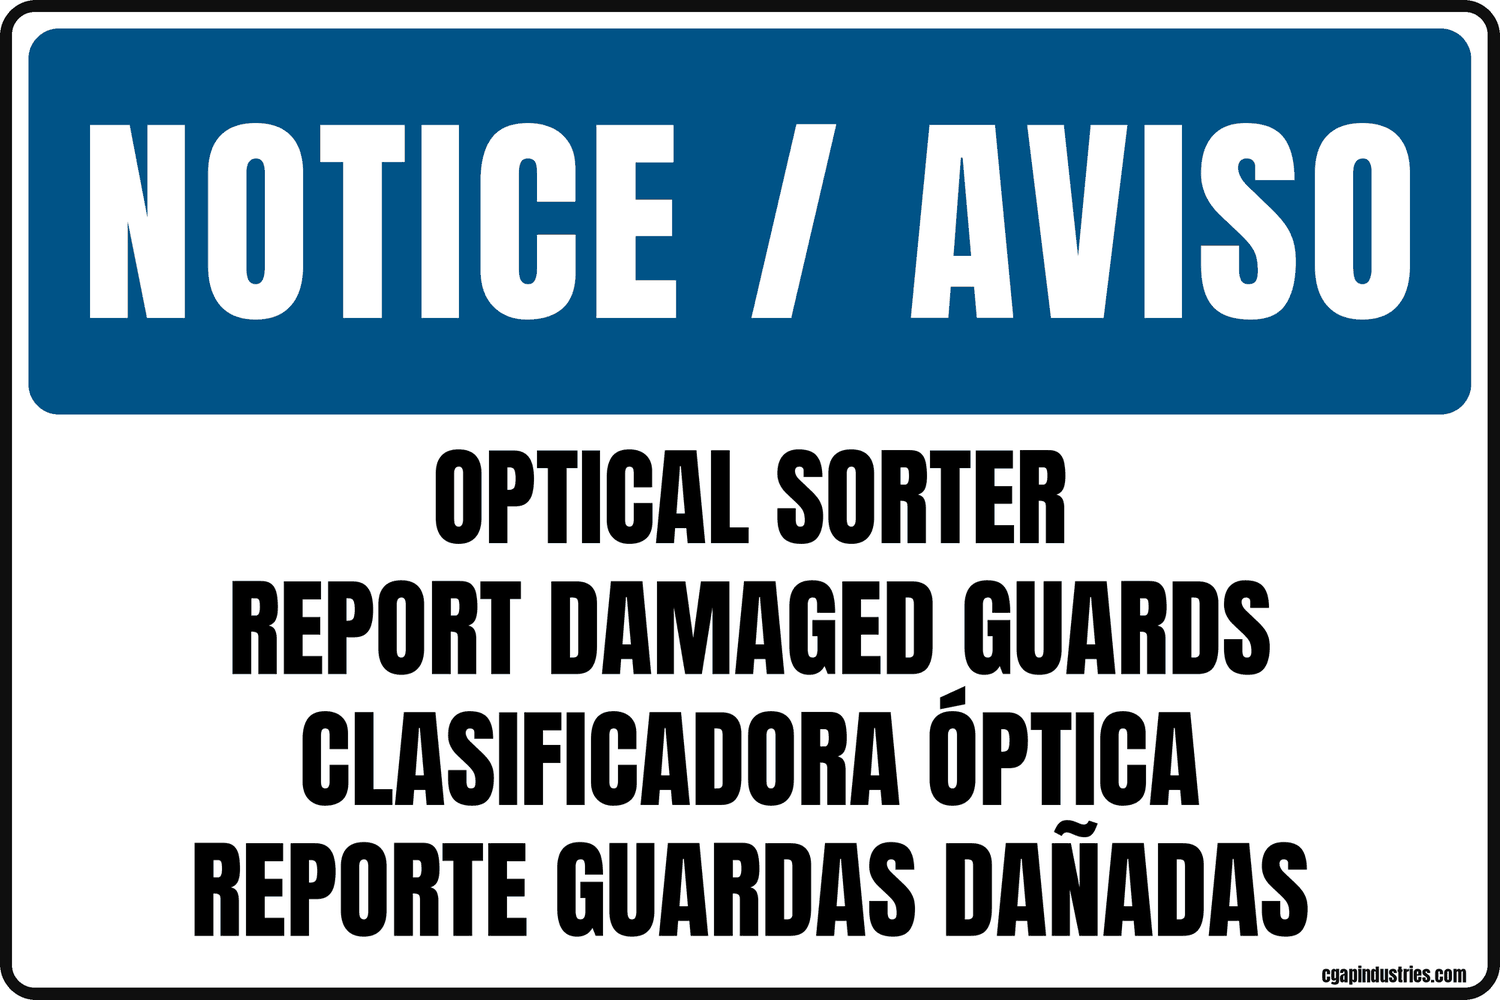 NOTICE / AVISO
OPTICAL SORTER
REPORT DAMAGED GUARDS
CLASIFICADORA ÓPTICA
REPORTE GUARDAS DAÑADAS
cgapindustries.com